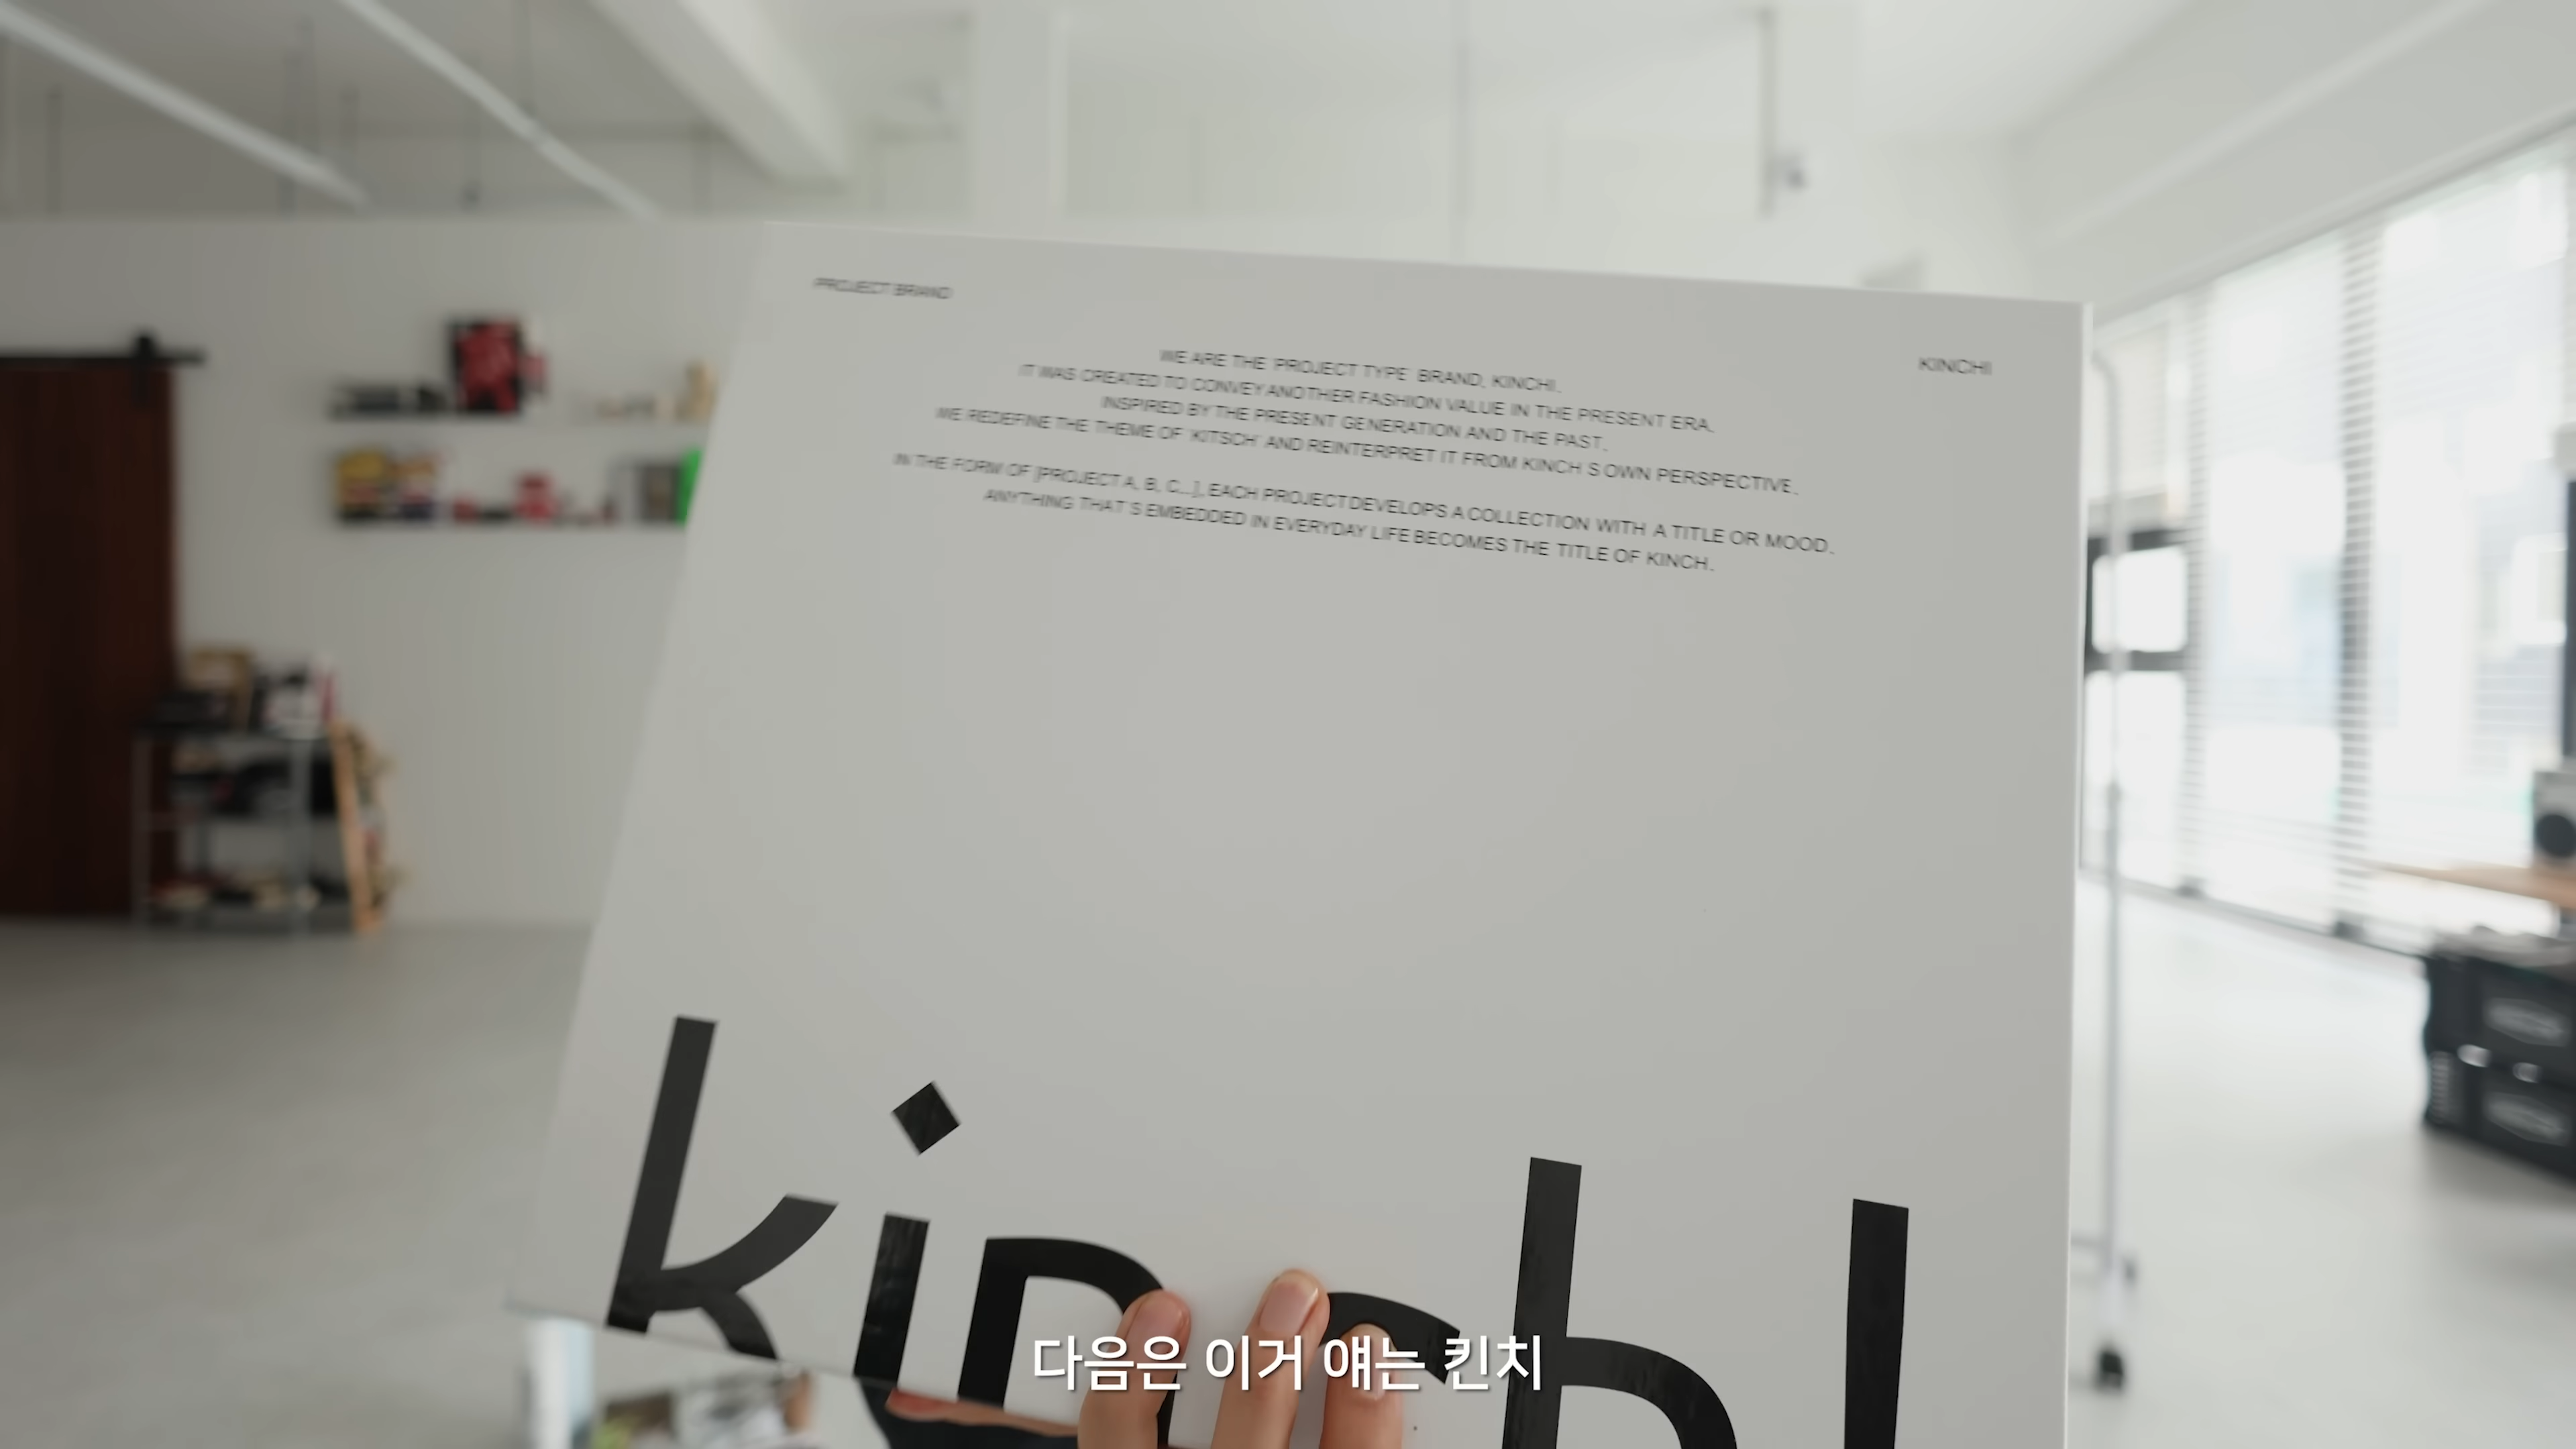 PROJECT BRAND
KINCHI
WE ARE THE 'PROJECT TYPE' BRAND, KINCHI.
IT WAS CREATED TO CONVEY ANOTHER FASHION VALUE IN THE PRESENT ERA,
INSPIRED BY THE PRESENT GENERATION AND THE PAST,
WE REDEFINE THE THEME OF 'KITSCH' AND REINTERPRET IT FROM KINCH'S OWN PERSPECTIVE.
IN THE FORM OF [PROJECT A, B, C...], EACH PROJECT DEVELOPS A COLLECTION WITH A TITLE OR MOOD.
ANYTHING THAT'S EMBEDDED IN EVERYDAY LIFE BECOMES THE TITLE OF KINCH.
kinchi
다음은 이거 얘는 킨치